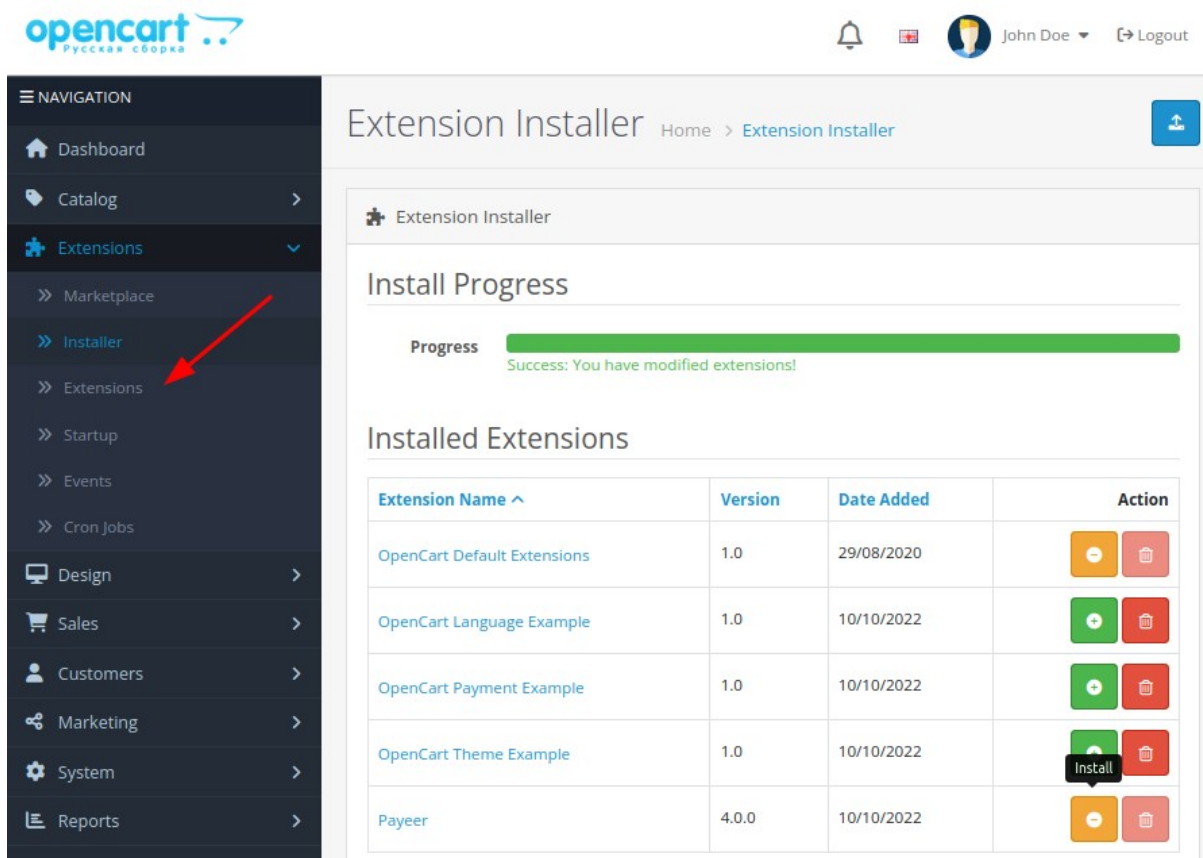 opencart
Русская сборка
John Doe
Logout
NAVIGATION
Dashboard
Catalog
Extensions
Marketplace
Installer
Extensions
Startup
Events
Cron Jobs
Design
Sales
Customers
Marketing
System
Reports
Extension Installer Home > Extension Installer
Extension Installer
Install Progress
Progress
Success: You have modified extensions!
Installed Extensions
Extension Name Version Date Added Action
OpenCart Default Extensions 1.0 29/08/2020
OpenCart Language Example 1.0 10/10/2022
OpenCart Payment Example 1.0 10/10/2022
OpenCart Theme Example 1.0 10/10/2022
Install
Payeer 4.0.0 10/10/2022